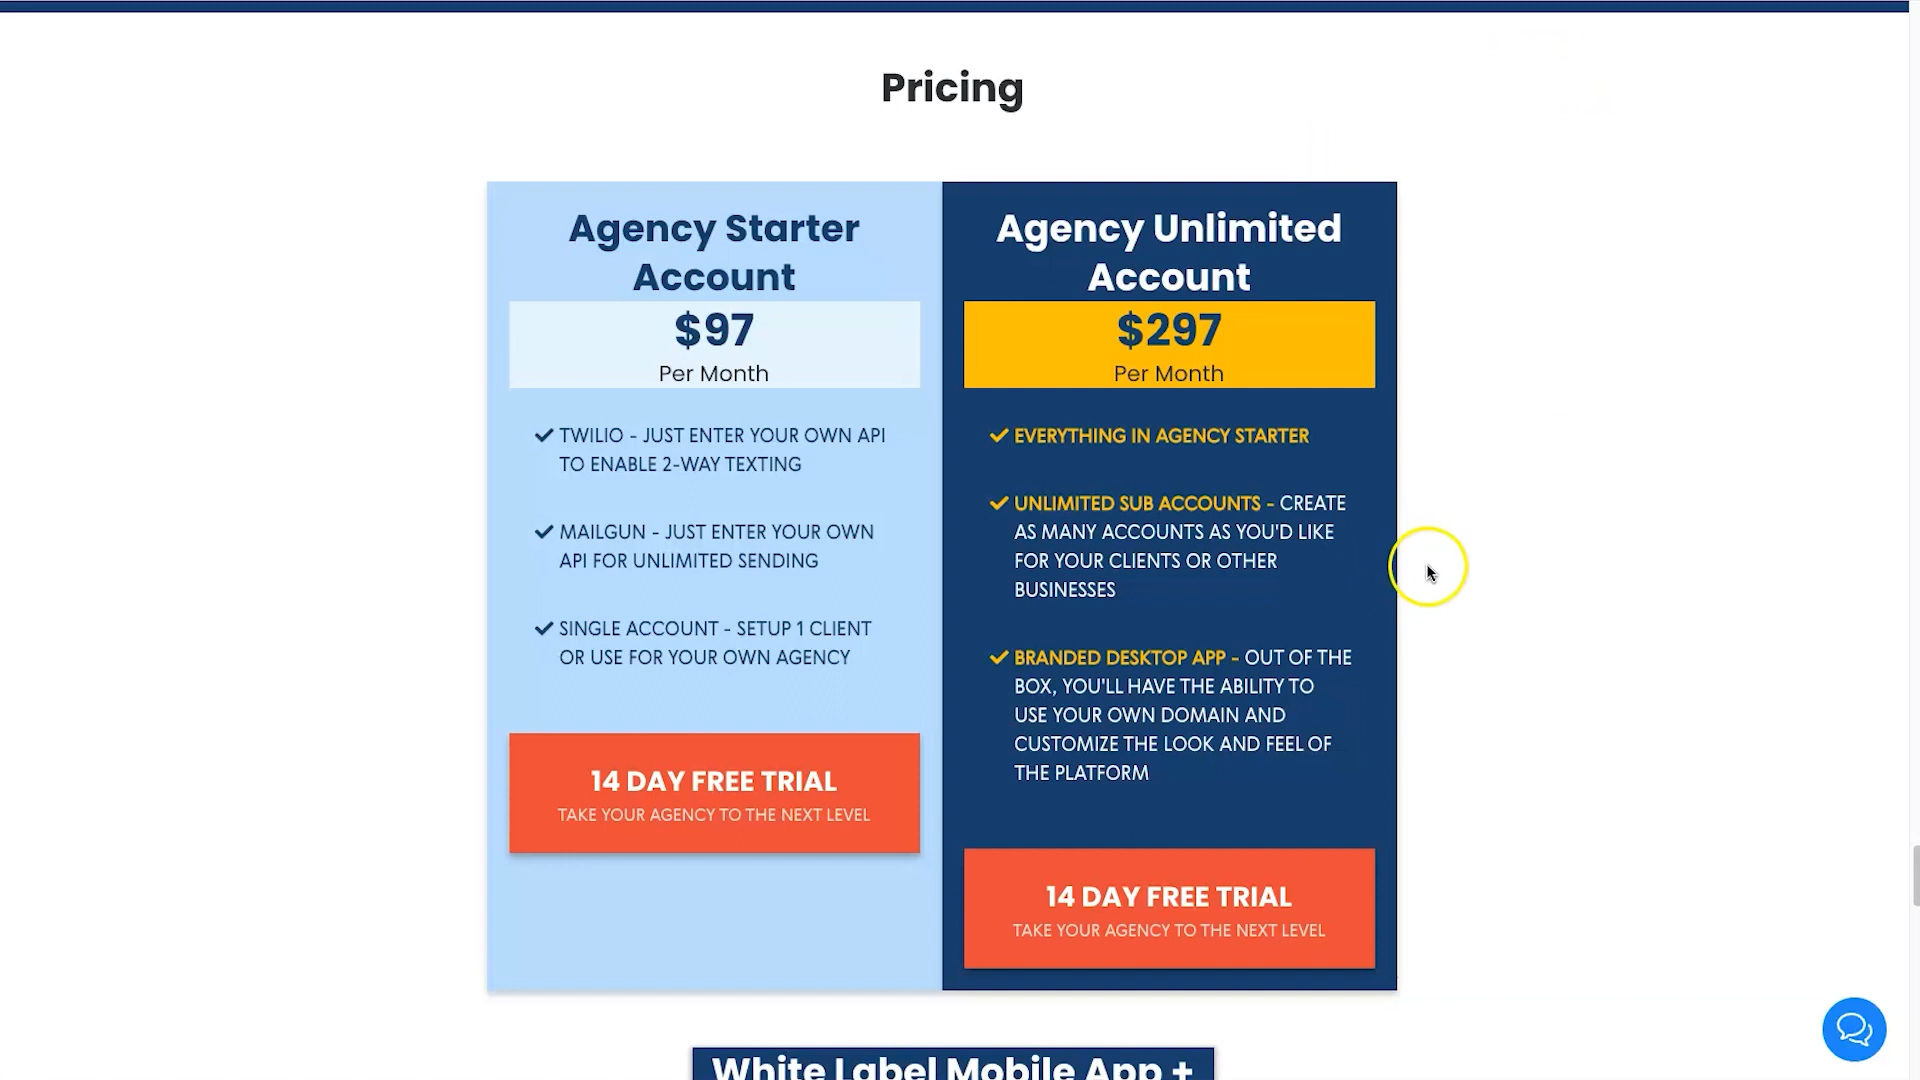 Pricing
Agency Starter
Account
$97
Per Month
TWILIO - JUST ENTER YOUR OWN API
TO ENABLE 2-WAY TEXTING
MAILGUN - JUST ENTER YOUR OWN
API FOR UNLIMITED SENDING
SINGLE ACCOUNT - SETUP 1 CLIENT
OR USE FOR YOUR OWN AGENCY
14 DAY FREE TRIAL
TAKE YOUR AGENCY TO THE NEXT LEVEL
Agency Unlimited
Account
$297
Per Month
EVERYTHING IN AGENCY STARTER
UNLIMITED SUB ACCOUNTS - CREATE
AS MANY ACCOUNTS AS YOU'D LIKE
FOR YOUR CLIENTS OR OTHER
BUSINESSES
BRANDED DESKTOP APP - OUT OF THE
BOX, YOU'LL HAVE THE ABILITY TO
USE YOUR OWN DOMAIN AND
CUSTOMIZE THE LOOK AND FEEL OF
THE PLATFORM
14 DAY FREE TRIAL
TAKE YOUR AGENCY TO THE NEXT LEVEL
White Label Mobile App +